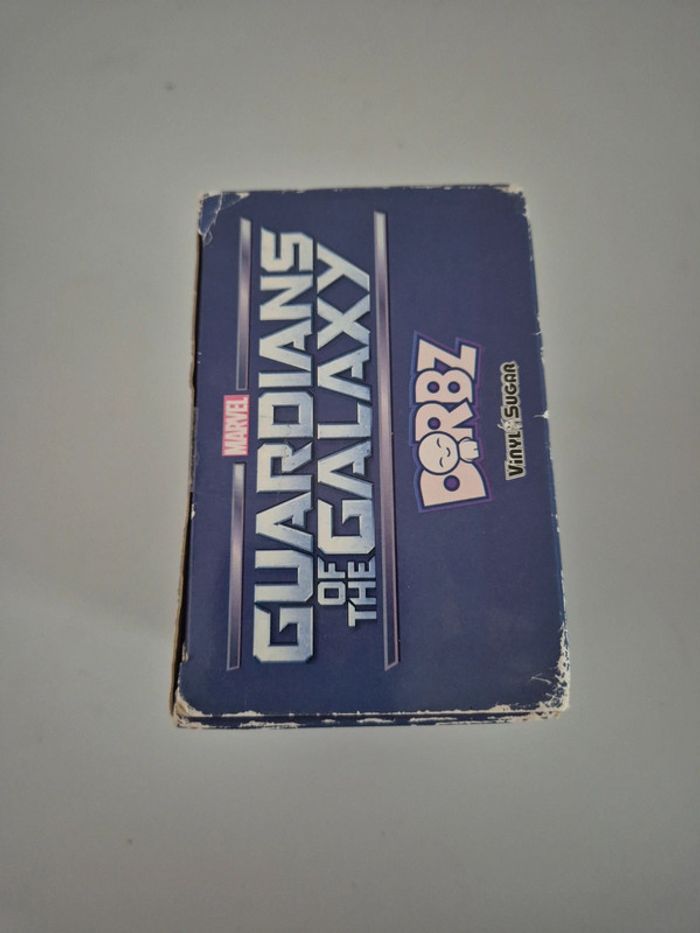 MARVEL
GUARDIANS
OF THE GALAXY
DORBZ
VINYL SUGAR